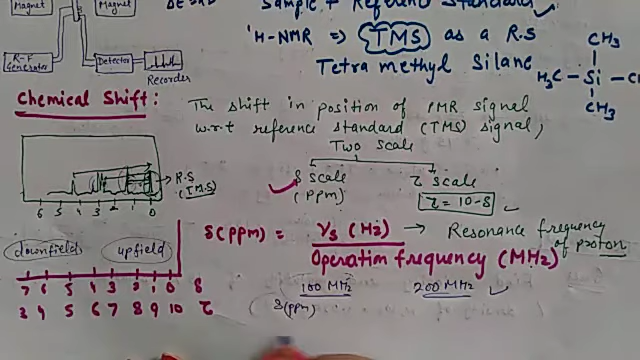 Magnet
Magnet
Sample + Reference Standard
¹H-NMR ⇒ TMS as a R.S
Tetra methyl Silane
R-F
Generator
Detector
Recorder
CH₃
H₃C - Si - C
CH₃
Chemical Shift:
The shift in position of PMR signal
w.r.t reference standard (TMS) signal,
Two scale
δ scale
(PPm)
τ scale
τ = 10-δ
R.S
(TMS)
6 5 4 3 2 1 0
δ(ppm) = γs (Hz) / Operation frequency (MHz)
→ Resonance frequency
of proton
downfield
upfield
7 6 5 4 3 2 1 0 δ
3 4 5 6 7 8 9 10 τ
100 MHz
200 MHz
δ(ppm)